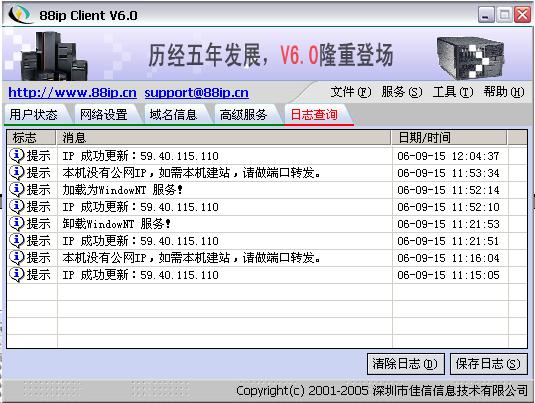 88ip Client V6.0
历经五年发展，V6.0隆重登场
http://www.88ip.cn support@88ip.cn 文件(F) 服务(S) 工具(T) 帮助(H)
用户状态 网络设置 域名信息 高级服务 日志查询
标志 消息 日期/时间
提示 IP 成功更新：59.40.115.110 06-09-15 12:04:37
提示 本机没有公网IP，如需本机建站，请做端口转发。 06-09-15 11:53:34
提示 加载为WindowNT 服务！ 06-09-15 11:52:14
提示 IP 成功更新：59.40.115.110 06-09-15 11:52:10
提示 卸载WindowNT 服务！ 06-09-15 11:21:53
提示 IP 成功更新：59.40.115.110 06-09-15 11:21:51
提示 本机没有公网IP，如需本机建站，请做端口转发。 06-09-15 11:16:04
提示 IP 成功更新：59.40.115.110 06-09-15 11:15:05
清除日志(D) 保存日志(S)
Copyright(c) 2001-2005 深圳市佳信信息技术有限公司